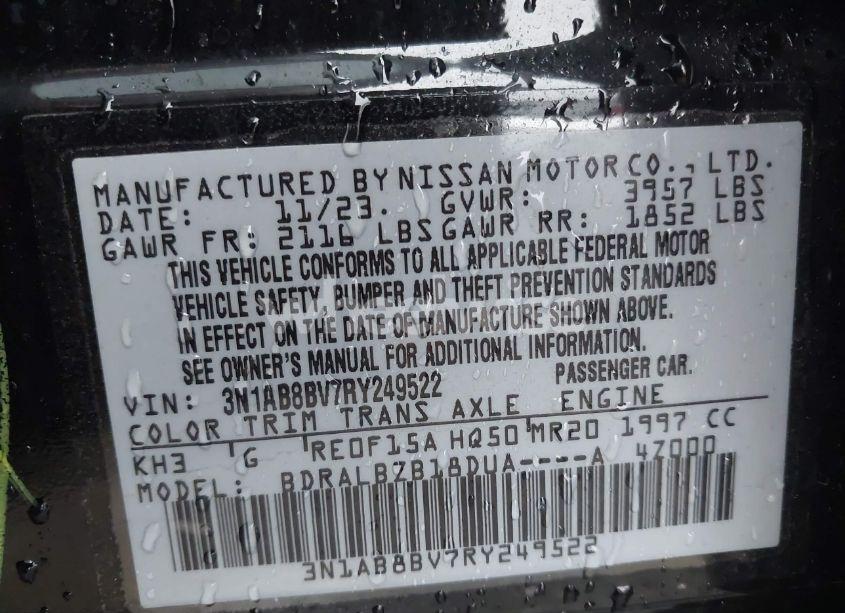 MANUFACTURED BY NISSAN MOTOR CO., LTD.
DATE: 11/23. GVWR: 3957 LBS
GAWR FR: 2116 LBS GAWR RR: 1852 LBS
THIS VEHICLE CONFORMS TO ALL APPLICABLE FEDERAL MOTOR
VEHICLE SAFETY, BUMPER AND THEFT PREVENTION STANDARDS
IN EFFECT ON THE DATE OF MANUFACTURE SHOWN ABOVE.
SEE OWNER'S MANUAL FOR ADDITIONAL INFORMATION.
PASSENGER CAR.
VIN: 3N1AB8BV7RY249522
COLOR TRIM TRANS AXLE ENGINE
KH3 G RE0F15A HQ50 MR20 1997 CC
MODEL: BDRALBZB18DUA----A 4Z000
3N1AB8BV7RY249522